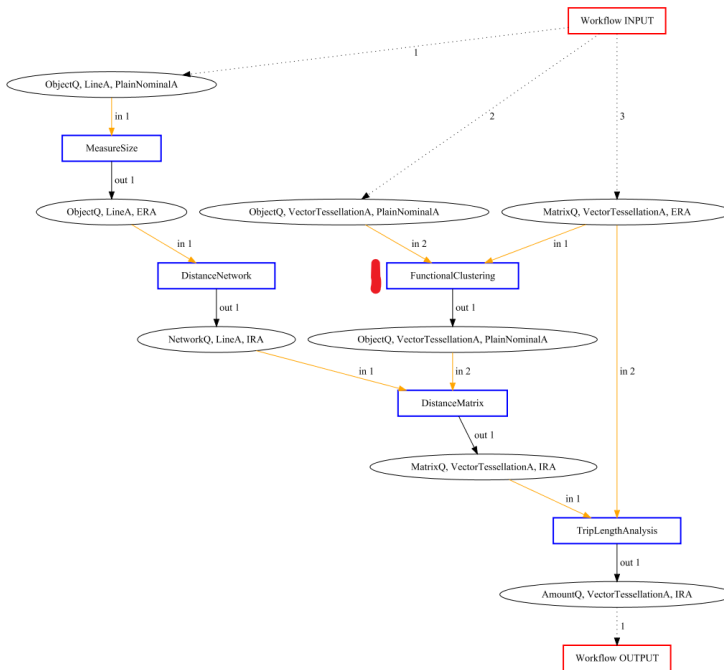 Workflow INPUT
1
ObjectQ, LineA, PlainNominalA
in 1
2
3
MeasureSize
out 1
ObjectQ, LineA, ERA
ObjectQ, VectorTessellationA, PlainNominalA
MatrixQ, VectorTessellationA, ERA
in 1
in 2
in 1
DistanceNetwork
FunctionalClustering
out 1
out 1
NetworkQ, LineA, IRA
ObjectQ, VectorTessellationA, PlainNominalA
in 1
in 2
in 2
DistanceMatrix
out 1
MatrixQ, VectorTessellationA, IRA
in 1
TripLengthAnalysis
out 1
AmountQ, VectorTessellationA, IRA
1
Workflow OUTPUT